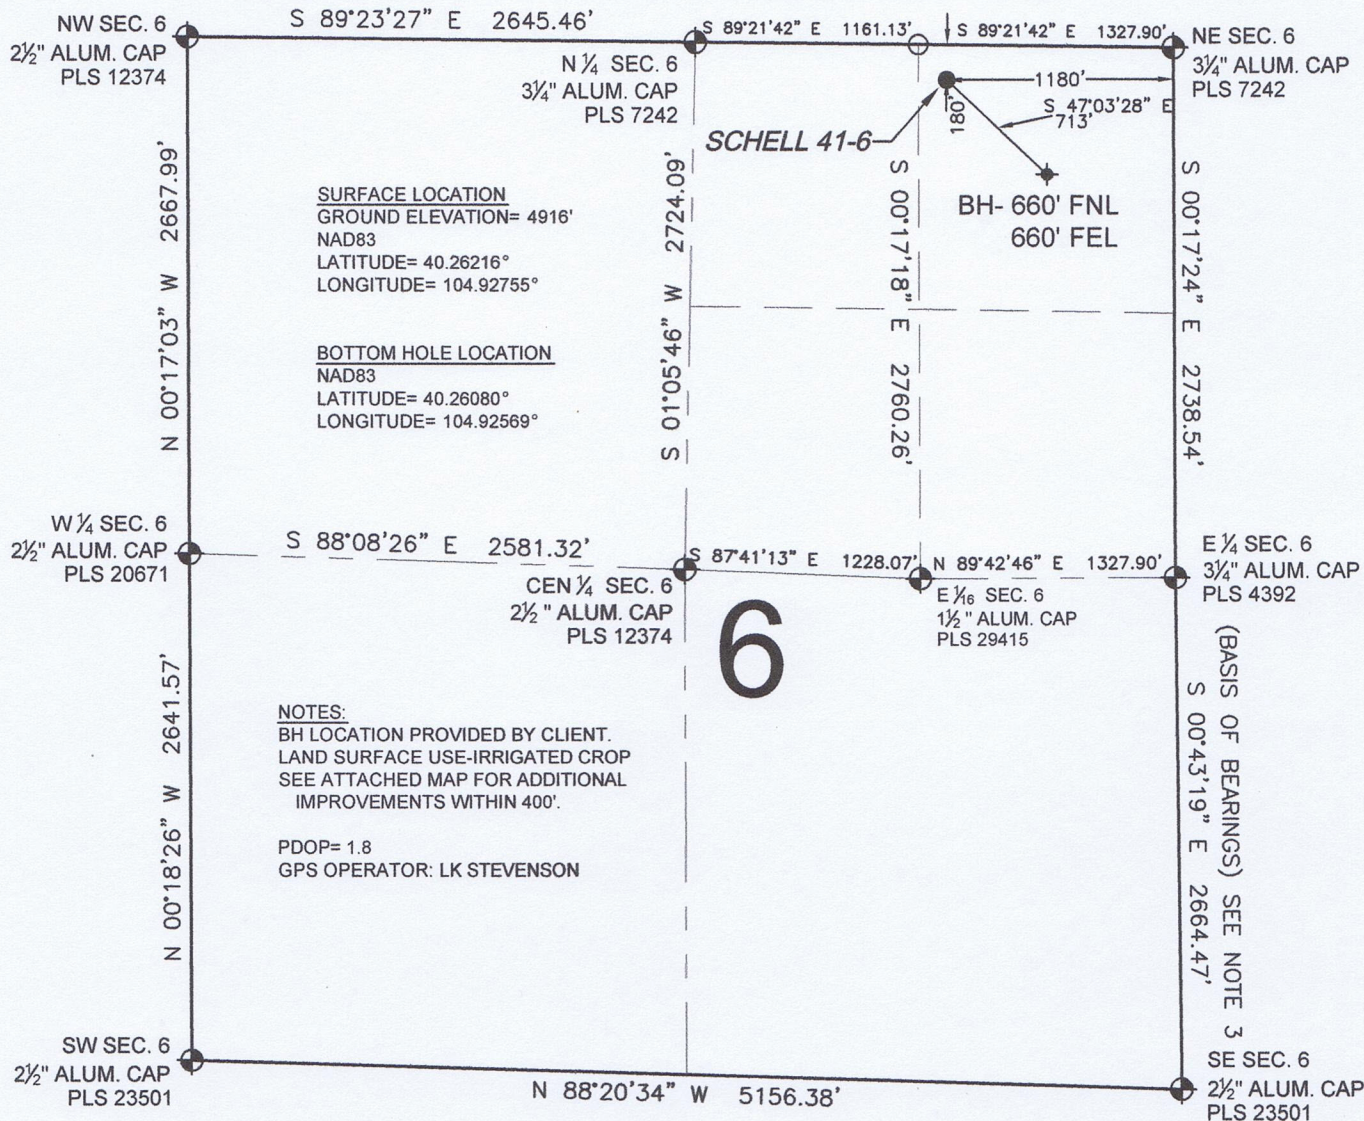 NW SEC. 6
2½" ALUM. CAP
PLS 12374
S 89°23'27" E 2645.46'
S 89°21'42" E 1161.13'
S 89°21'42" E 1327.90'
NE SEC. 6
3¼" ALUM. CAP
PLS 7242
N ¼ SEC. 6
3¼" ALUM. CAP
PLS 7242
1180'
180'
S 47°03'28" E
713'
SCHELL 41-6
BH- 660' FNL
660' FEL
N 00°17'03" W 2667.99'
SURFACE LOCATION
GROUND ELEVATION= 4916'
NAD83
LATITUDE= 40.26216°
LONGITUDE= 104.92755°
BOTTOM HOLE LOCATION
NAD83
LATITUDE= 40.26080°
LONGITUDE= 104.92569°
S 01°05'46" W 2724.09'
S 00°17'18" E 2760.26'
S 00°17'24" E 2738.54'
W ¼ SEC. 6
2½" ALUM. CAP
PLS 20671
S 88°08'26" E 2581.32'
CEN ¼ SEC. 6
2½" ALUM. CAP
PLS 12374
S 87°41'13" E 1228.07'
N 89°42'46" E 1327.90'
E ¹⁄₁₆ SEC. 6
1½" ALUM. CAP
PLS 29415
E ¼ SEC. 6
3¼" ALUM. CAP
PLS 4392
6
N 00°18'26" W 2641.57'
NOTES:
BH LOCATION PROVIDED BY CLIENT.
LAND SURFACE USE-IRRIGATED CROP
SEE ATTACHED MAP FOR ADDITIONAL
IMPROVEMENTS WITHIN 400'.
PDOP= 1.8
GPS OPERATOR: LK STEVENSON
S 00°43'19" E 2664.47'
(BASIS OF BEARINGS) SEE NOTE 3
SW SEC. 6
2½" ALUM. CAP
PLS 23501
N 88°20'34" W 5156.38'
SE SEC. 6
2½" ALUM. CAP
PLS 23501